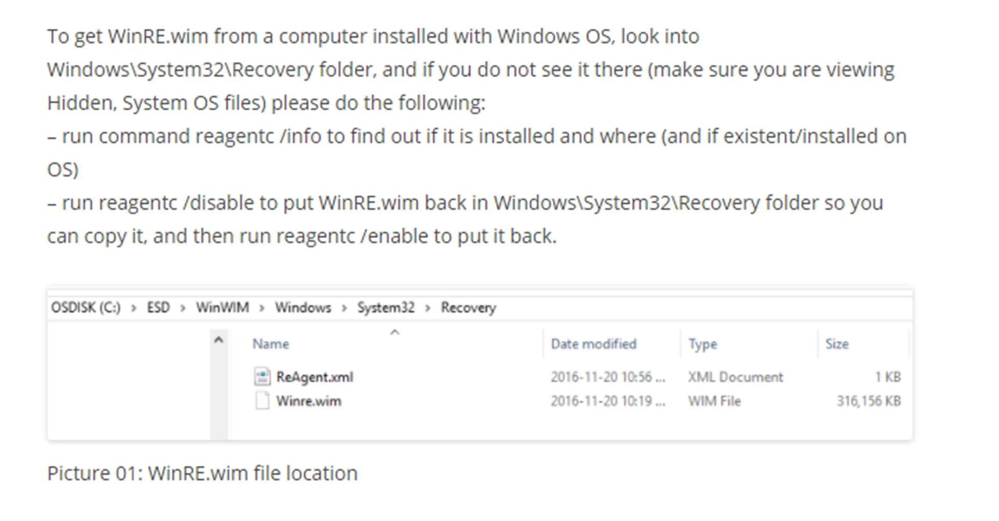 To get WinRE.wim from a computer installed with Windows OS, look into
Windows\System32\Recovery folder, and if you do not see it there (make sure you are viewing
Hidden, System OS files) please do the following:
– run command reagentc /info to find out if it is installed and where (and if existent/installed on
OS)
– run reagentc /disable to put WinRE.wim back in Windows\System32\Recovery folder so you
can copy it, and then run reagentc /enable to put it back.
OSDISK (C:) › ESD › WinWIM › Windows › System32 › Recovery
Name Date modified Type Size
ReAgent.xml 2016-11-20 10:56 ... XML Document 1 KB
Winre.wim 2016-11-20 10:19 ... WIM File 316,156 KB
Picture 01: WinRE.wim file location